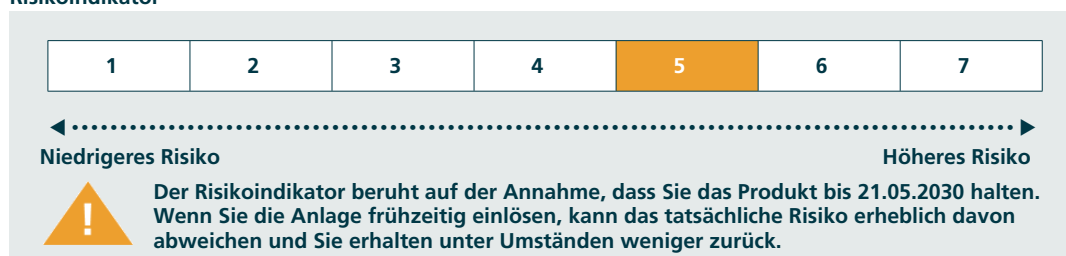 Risikoindikator
1 2 3 4 5 6 7
Niedrigeres Risiko Höheres Risiko
! Der Risikoindikator beruht auf der Annahme, dass Sie das Produkt bis 21.05.2030 halten.
Wenn Sie die Anlage frühzeitig einlösen, kann das tatsächliche Risiko erheblich davon
abweichen und Sie erhalten unter Umständen weniger zurück.